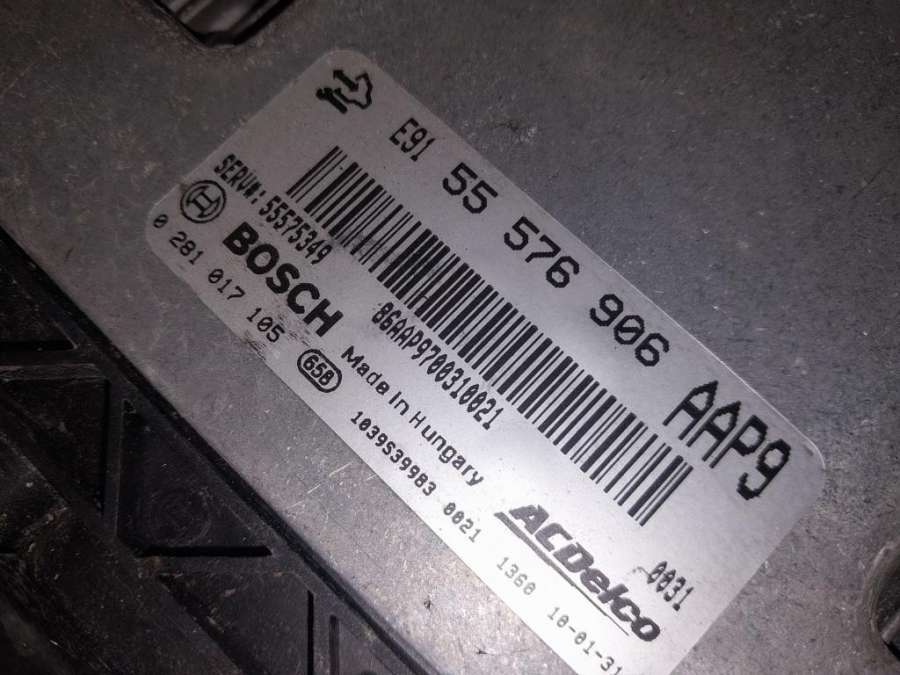 E91 55 576 906 AAP9
SERV№: 55575349
86AAP9700310021
0031
BOSCH
0 281 017 105
658
Made in Hungary
1039S39983 0021 1360 10-01-31
ACDelco